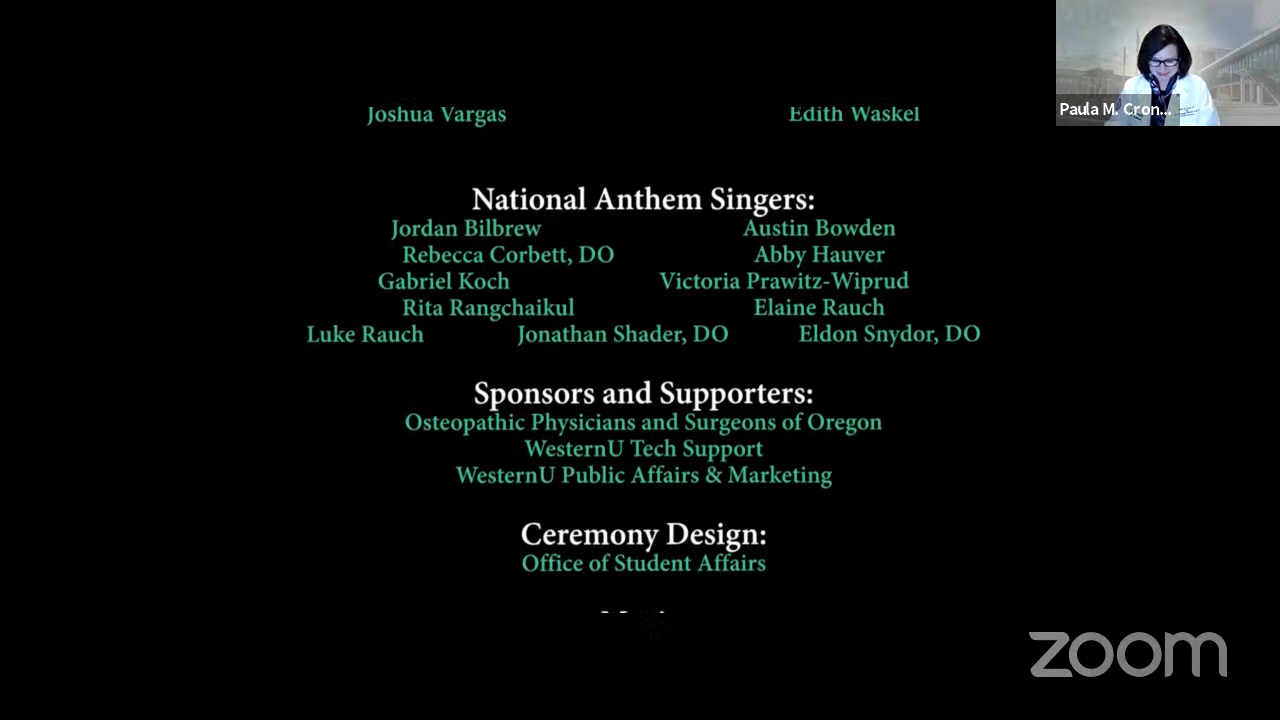 Joshua Vargas Edith Waskel
Paula M. Cron...
National Anthem Singers:
Jordan Bilbrew Austin Bowden
Rebecca Corbett, DO Abby Hauver
Gabriel Koch Victoria Prawitz-Wiprud
Rita Rangchaikul Elaine Rauch
Luke Rauch Jonathan Shader, DO Eldon Snydor, DO
Sponsors and Supporters:
Osteopathic Physicians and Surgeons of Oregon
WesternU Tech Support
WesternU Public Affairs & Marketing
Ceremony Design:
Office of Student Affairs
zoom